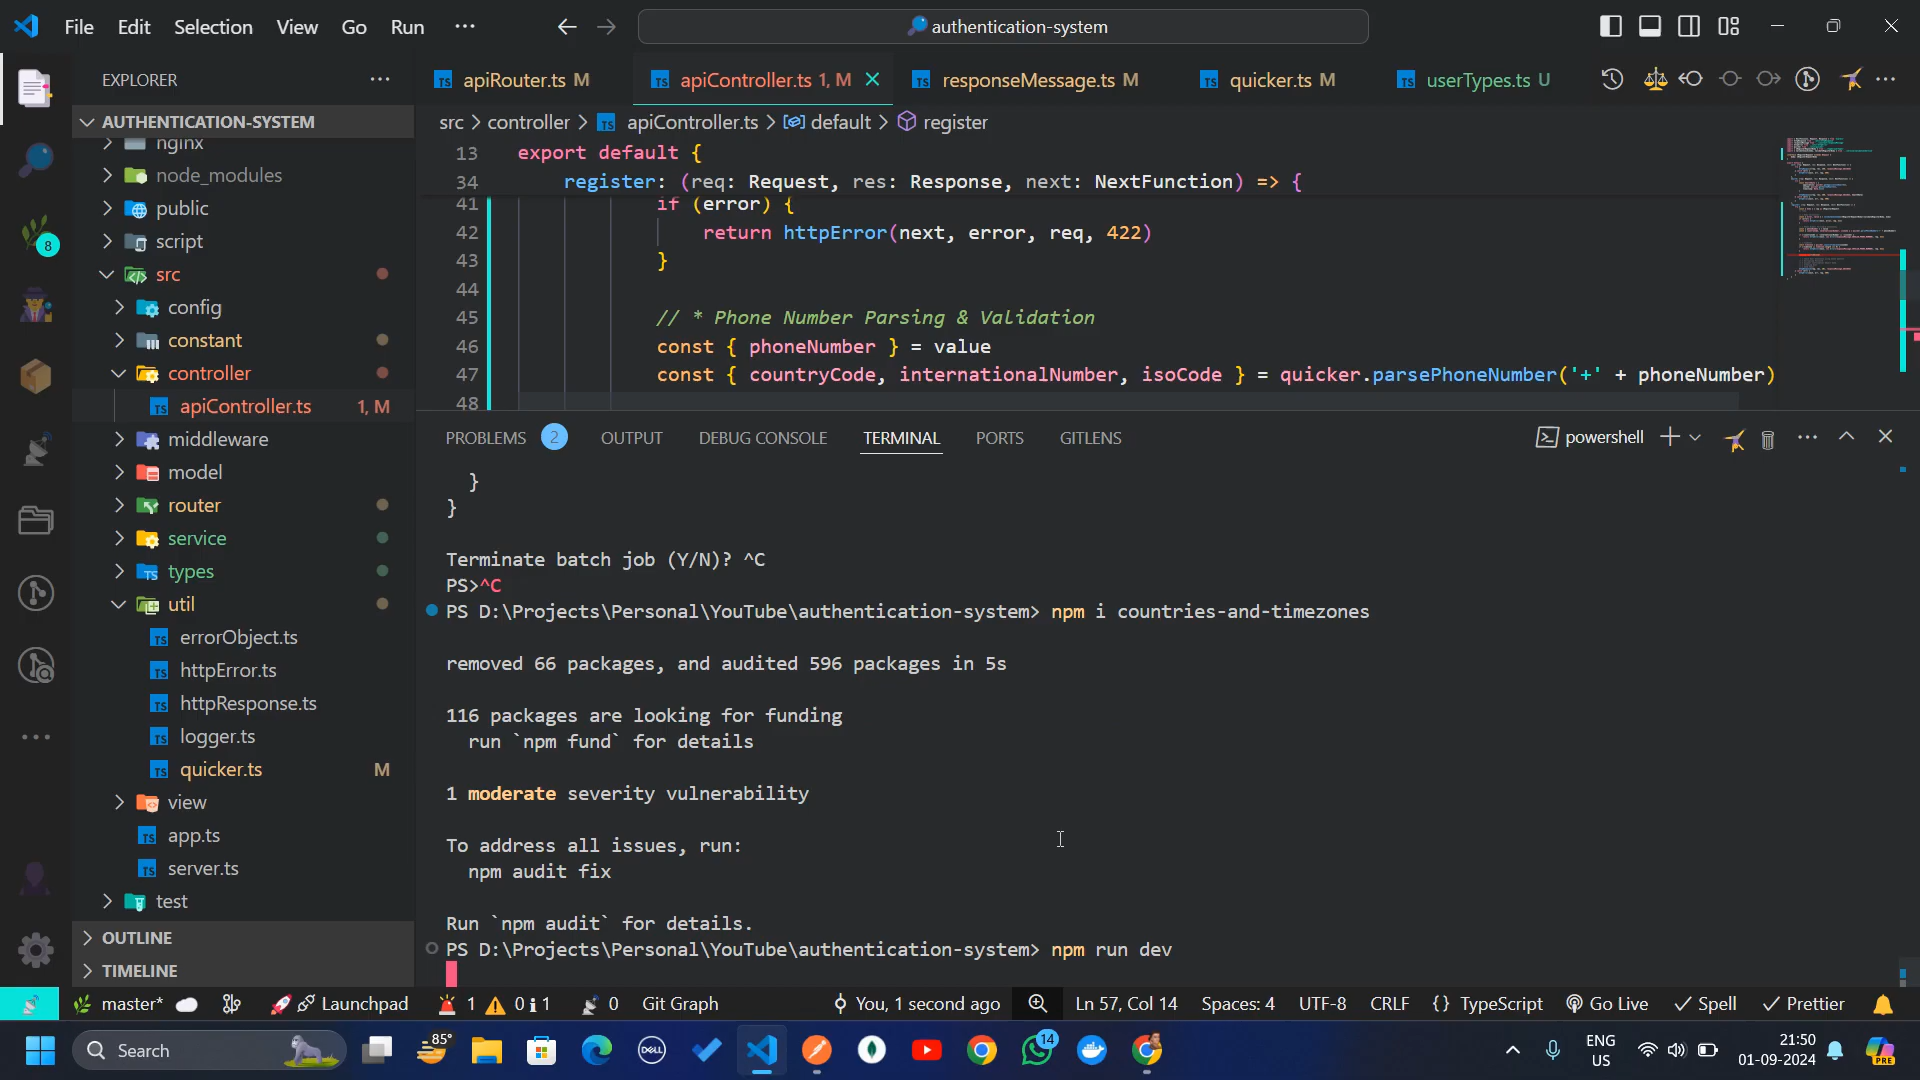 File Edit Selection View Go Run ···
authentication-system
EXPLORER
AUTHENTICATION-SYSTEM
nginx
node_modules
public
script
src
config
constant
controller
apiController.ts 1, M
middleware
model
router
service
types
util
errorObject.ts
httpError.ts
httpResponse.ts
logger.ts
quicker.ts M
view
app.ts
server.ts
test
OUTLINE
TIMELINE
8
apiRouter.ts M
apiController.ts 1, M
responseMessage.ts M
quicker.ts M
userTypes.ts U
src > controller > apiController.ts > default > register
13 export default {
34 register: (req: Request, res: Response, next: NextFunction) => {
41 if (error) {
42 return httpError(next, error, req, 422)
43 }
44
45 // * Phone Number Parsing & Validation
46 const { phoneNumber } = value
47 const { countryCode, internationalNumber, isoCode } = quicker.parsePhoneNumber('+' + phoneNumber)
48
PROBLEMS 2 OUTPUT DEBUG CONSOLE TERMINAL PORTS GITLENS
powershell
}
}
Terminate batch job (Y/N)? ^C
PS>^C
PS D:\Projects\Personal\YouTube\authentication-system> npm i countries-and-timezones
removed 66 packages, and audited 596 packages in 5s
116 packages are looking for funding
run `npm fund` for details
1 moderate severity vulnerability
To address all issues, run:
npm audit fix
Run `npm audit` for details.
PS D:\Projects\Personal\YouTube\authentication-system> npm run dev
master* Launchpad 1 0 1 0 Git Graph You, 1 second ago Ln 57, Col 14 Spaces: 4 UTF-8 CRLF {} TypeScript Go Live Spell Prettier
Search
85°
DELL
14
ENG
US
21:50
01-09-2024
PRE